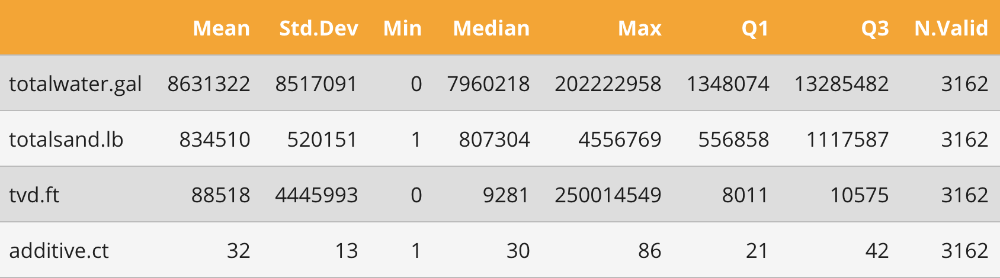 Mean Std.Dev Min Median Max Q1 Q3 N.Valid
totalwater.gal 8631322 8517091 0 7960218 202222958 1348074 13285482 3162
totalsand.lb 834510 520151 1 807304 4556769 556858 1117587 3162
tvd.ft 88518 4445993 0 9281 250014549 8011 10575 3162
additive.ct 32 13 1 30 86 21 42 3162